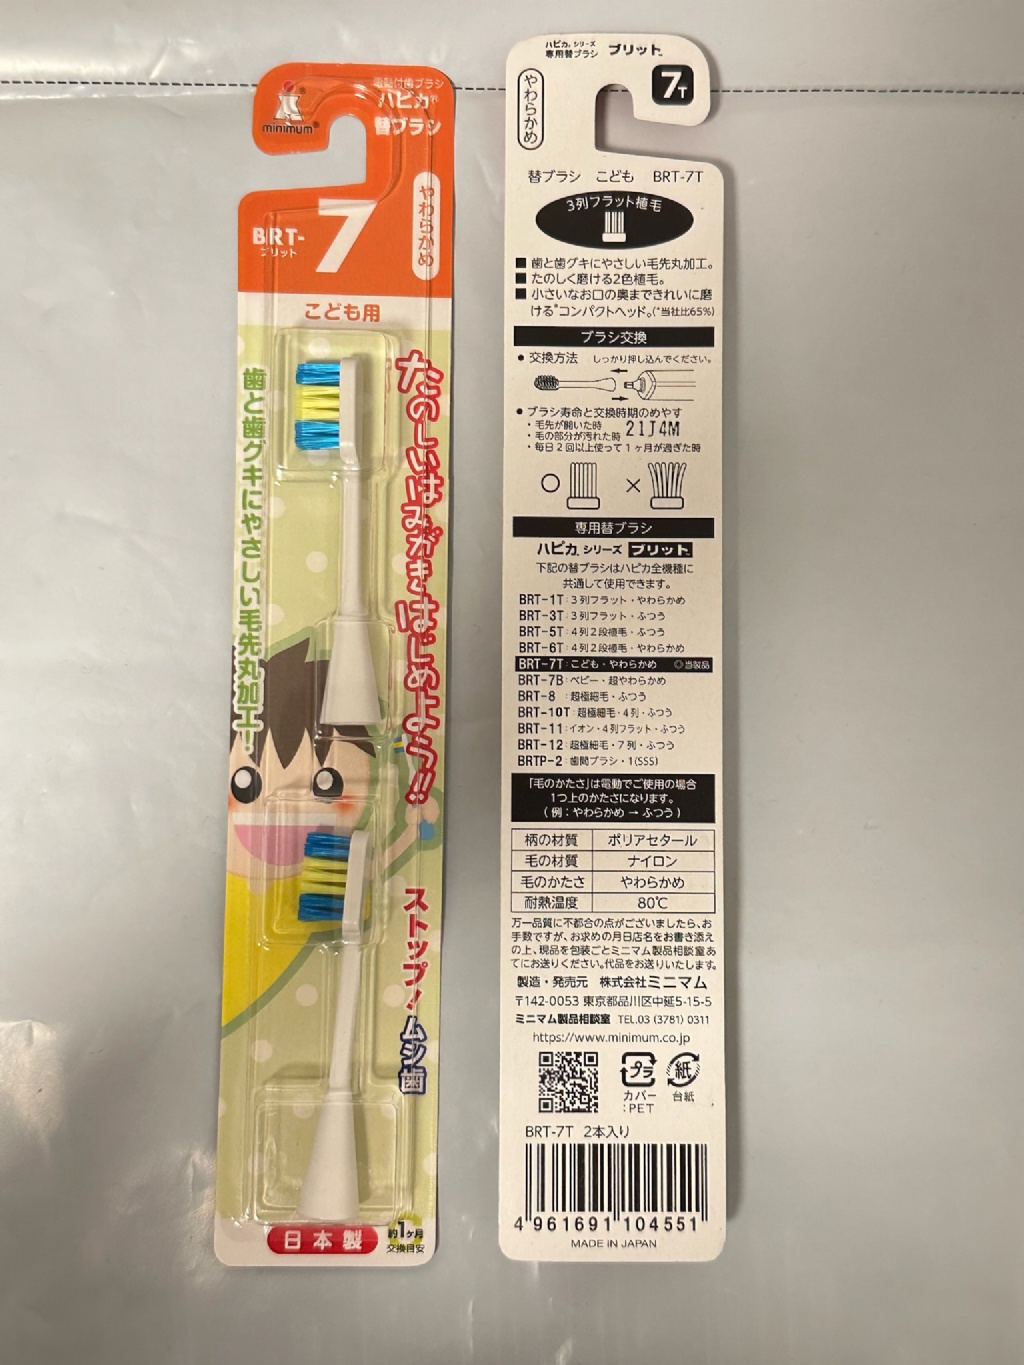 電動付歯ブラシ
ハピカ®
替ブラシ
minimum®
BRT-7
ブリット
やわらかめ
こども用
歯と歯グキにやさしい毛先丸加工!
たのしいはみがきはじめよう!!
ストップ!ムシ歯
日本製
約1ヶ月
交換目安
ハピカ®シリーズ
専用替ブラシ ブリット™
やわらかめ
7T
替ブラシ こども BRT-7T
3列フラット植毛
■ 歯と歯グキにやさしい毛先丸加工。
■ たのしく磨ける2色植毛。
■ 小さいなお口の奥まできれいに磨
ける*コンパクトヘッド。(*当社比65%)
ブラシ交換
● 交換方法 しっかり押し込んでください。
● ブラシ寿命と交換時期のめやす
・毛先が開いた時
・毛の部分が汚れた時
21J4M
・毎日2回以上使って1ヶ月が過ぎた時
○ ×
専用替ブラシ
ハピカ®シリーズ ブリット™
下記の替ブラシはハピカ全機種に
共通して使用できます。
BRT-1T:3列フラット・やわらかめ
BRT-3T:3列フラット・ふつう
BRT-5T:4列2段植毛・ふつう
BRT-6T:4列2段植毛・やわらかめ
BRT-7T:こども・やわらかめ ◎当製品
BRT-7B:ベビー・超やわらかめ
BRT-8:超極細毛・ふつう
BRT-10T:超極細毛・4列・ふつう
BRT-11:イオン・4列フラット・ふつう
BRT-12:超極細毛・7列・ふつう
BRTP-2:歯間ブラシ・1(SSS)
「毛のかたさ」は電動でご使用の場合
1つ上のかたさになります。
(例:やわらかめ→ふつう)
柄の材質 ポリアセタール
毛の材質 ナイロン
毛のかたさ やわらかめ
耐熱温度 80℃
万一品質に不都合の点がございましたら、お
手数ですが、お求めの月日店名をお書き添え
の上、現品を包装ごとミニマム製品相談室あ
てにお送りください。代品をお送りいたします。
製造・発売元 株式会社ミニマム
〒142-0053 東京都品川区中延5-15-5
ミニマム製品相談室 TEL.03(3781)0311
https://www.minimum.co.jp
プラ 紙
カバー 台紙
:PET
BRT-7T 2本入り
4 961691 104551
MADE IN JAPAN